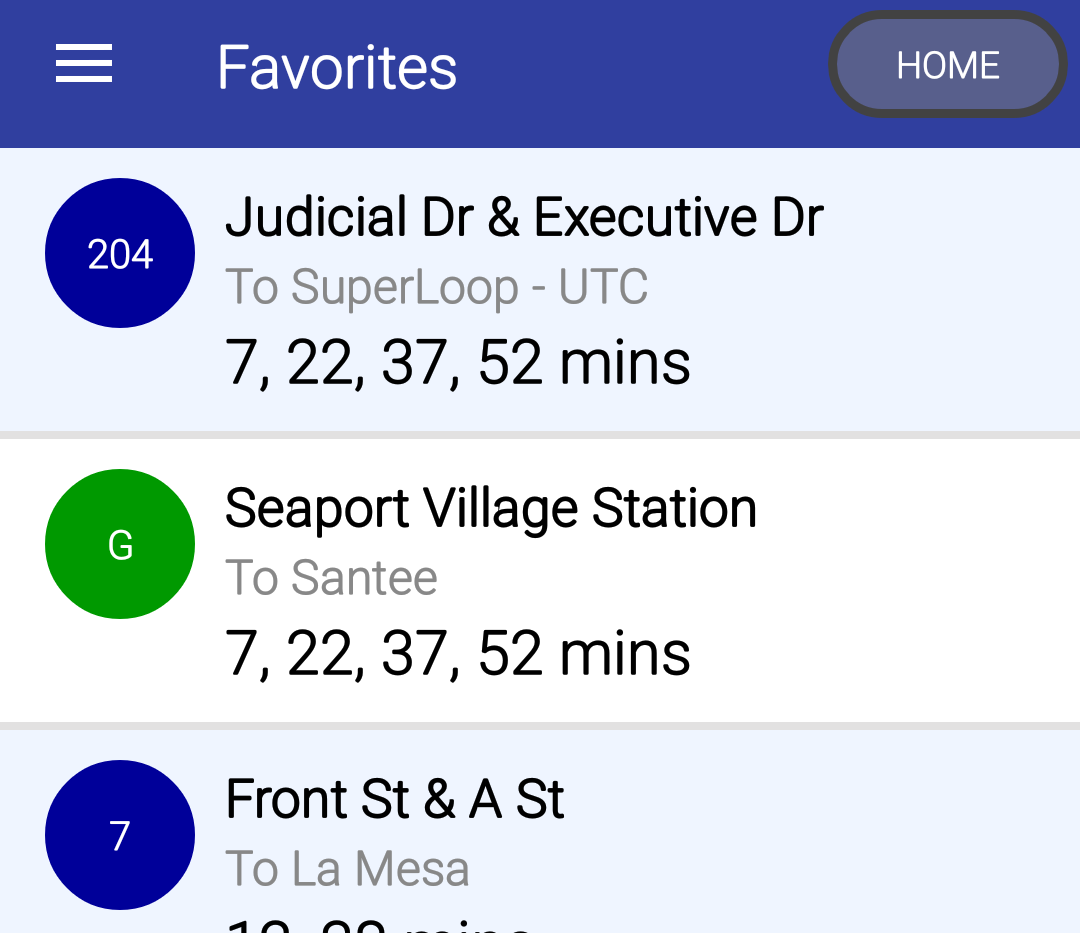 Favorites
HOME
204
Judicial Dr & Executive Dr
To SuperLoop - UTC
7, 22, 37, 52 mins
G
Seaport Village Station
To Santee
7, 22, 37, 52 mins
7
Front St & A St
To La Mesa
mins